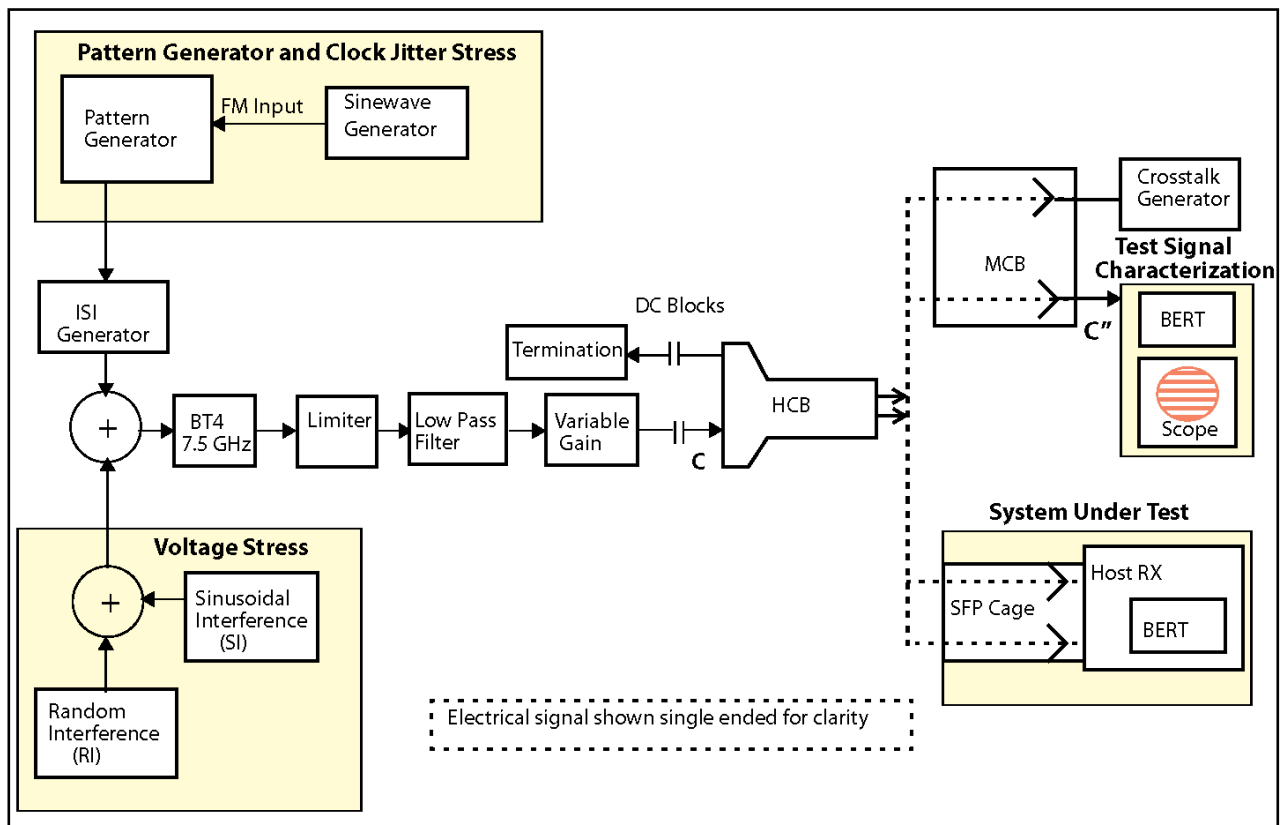 Pattern Generator and Clock Jitter Stress
Pattern
Generator
FM Input
Sinewave
Generator
ISI
Generator
+
BT4
7.5 GHz
Limiter
Low Pass
Filter
Variable
Gain
DC Blocks
Termination
C
HCB
MCB
Crosstalk
Generator
Test Signal
Characterization
C"
BERT
Scope
System Under Test
SFP Cage
Host RX
BERT
Voltage Stress
+
Sinusoidal
Interference
(SI)
Random
Interference
(RI)
Electrical signal shown single ended for clarity